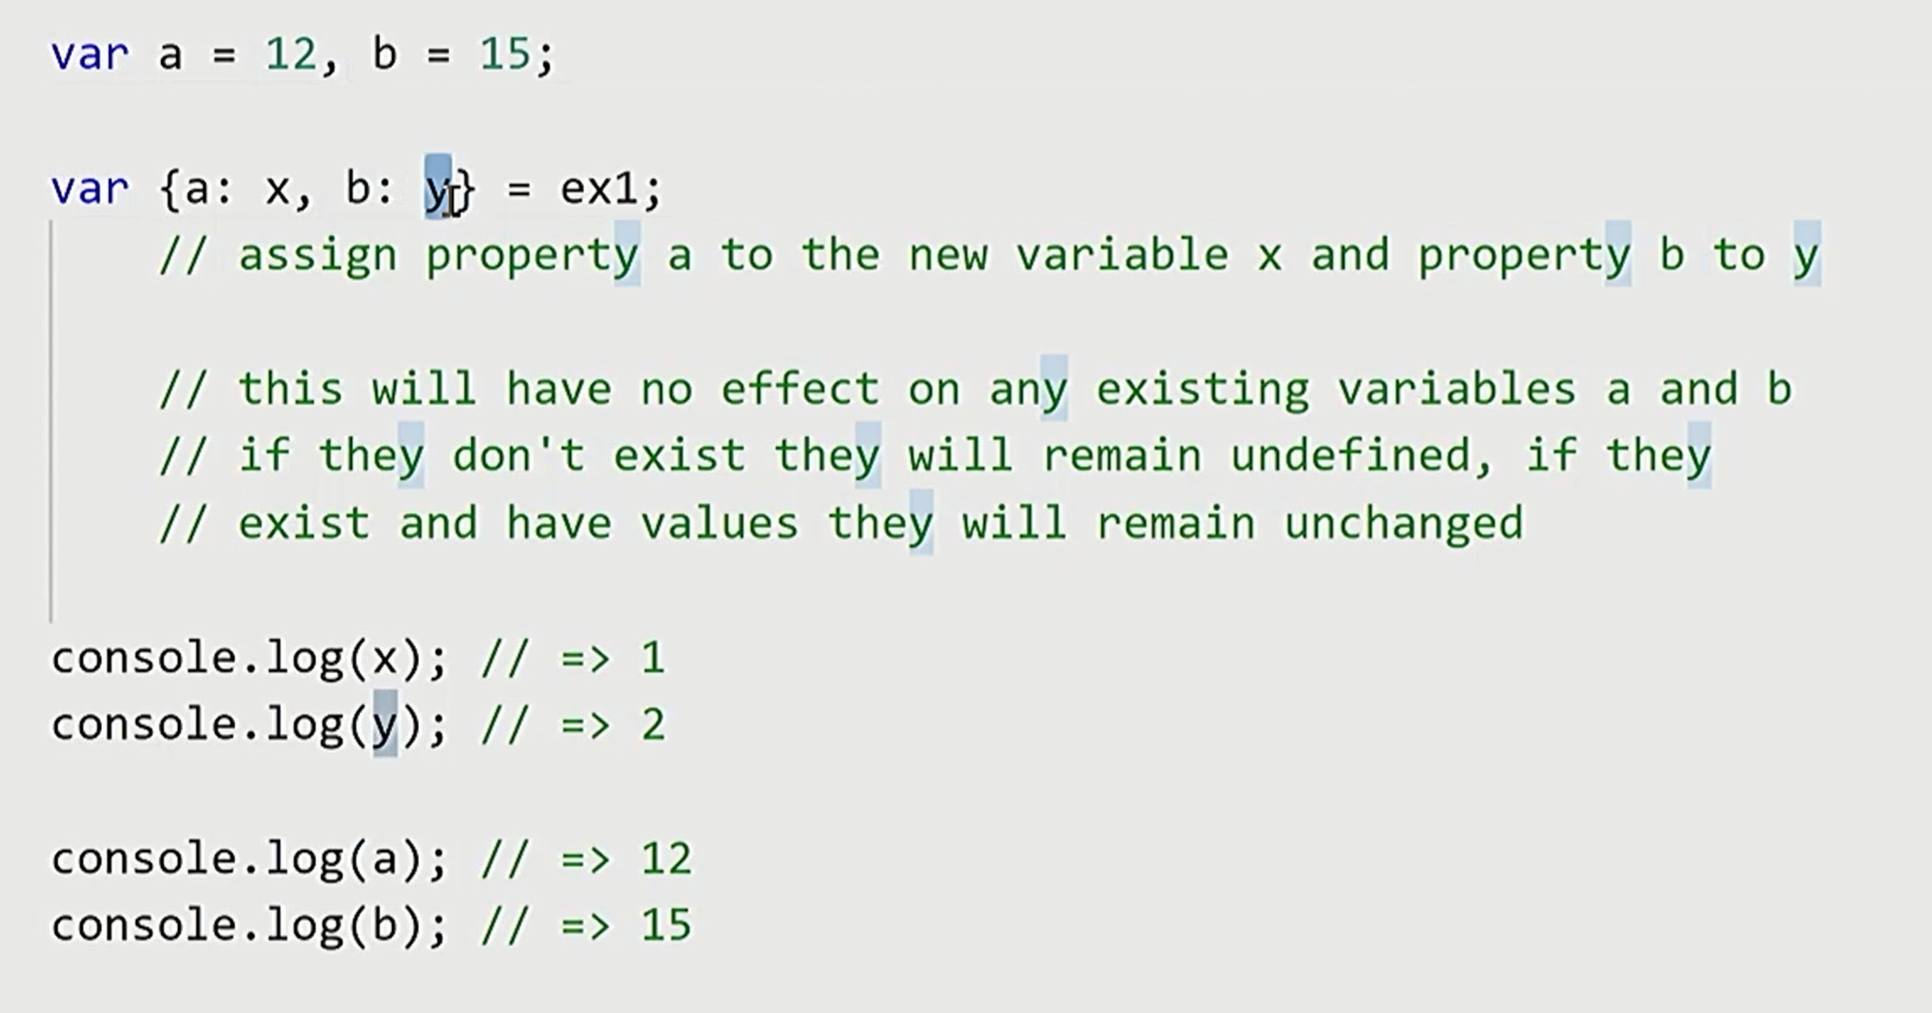 var a = 12, b = 15;
var {a: x, b: y} = ex1;
// assign property a to the new variable x and property b to y
// this will have no effect on any existing variables a and b
// if they don't exist they will remain undefined, if they
// exist and have values they will remain unchanged
console.log(x); // => 1
console.log(y); // => 2
console.log(a); // => 12
console.log(b); // => 15